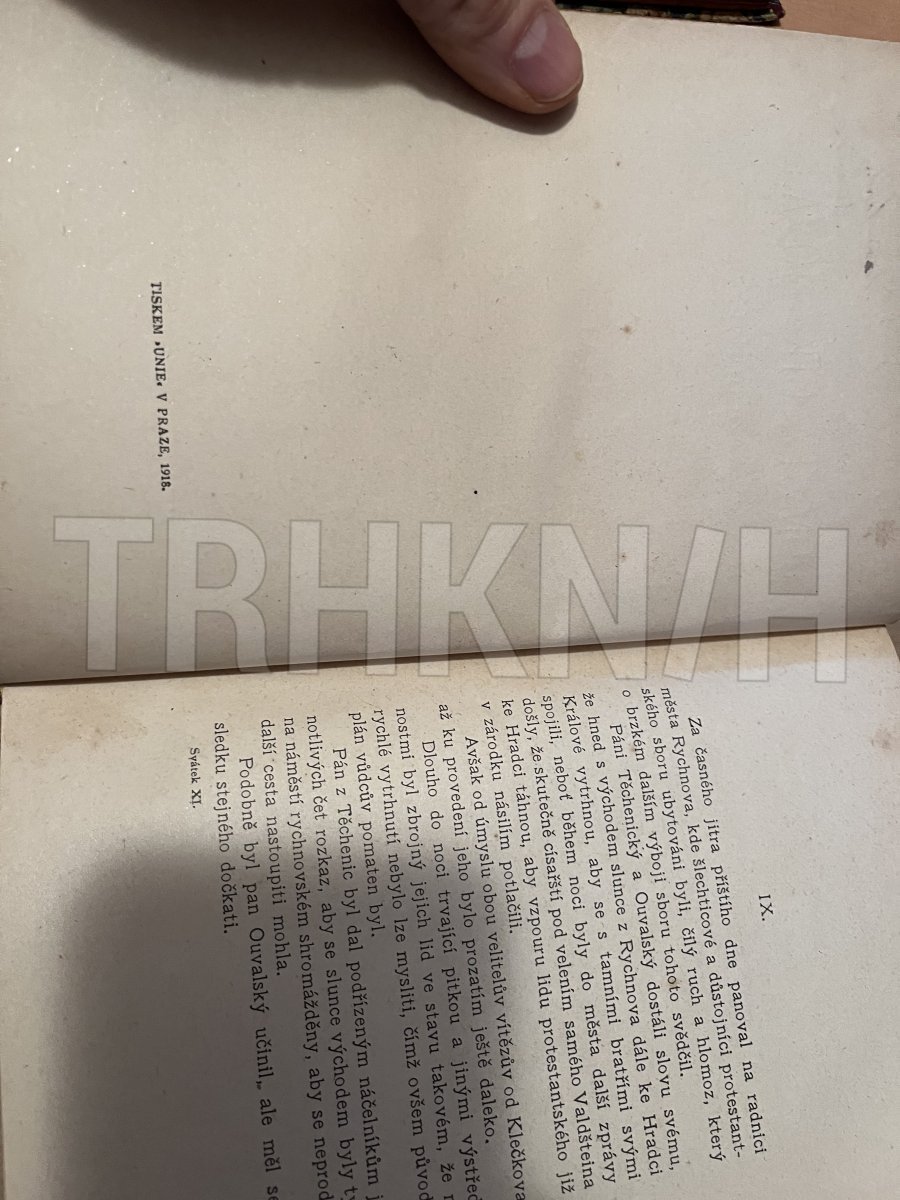 TISKEM »UNIE« V PRAZE, 1918.
TRHKN/H
IX.
Za časného jitra příštího dne panoval na radnici
města Rychnova, kde šlechticové a důstojníci protestant-
ského sboru ubytováni byli, čilý ruch a hlomoz, který
o brzkém dalším výboji sboru tohoto svědčil.
Páni Těchenický a Ouvalský dostáli slovu svému,
že hned s východem slunce z Rychnova dále ke Hradci
Králové vytrhnou, aby se s tamními bratřími svými
spojili, neboť během noci byly do města další zprávy
došly, že skutečně císařští pod velením samého Valdšteina
ke Hradci táhnou, aby vzpouru lidu protestantského již
v zárodku násilím potlačili.
Avšak od úmyslu obou velitelův vítězův od Klečkova
až ku provedení jeho bylo prozatím ještě daleko.
Dlouho do noci trvající pitkou a jinými výstřed
nostmi byl zbrojný jejich lid ve stavu takovém, že n
rychlé vytrhnutí nebylo lze mysliti, čímž ovšem původ
plán vůdcův pomaten byl.
Pán z Těchenic byl dal podřízeným náčelníkům j
notlivých čet rozkaz, aby se slunce východem byly ty
na náměstí rychnovském shromážděny, aby se neprod
další cesta nastoupiti mohla.
Podobně byl pan Ouvalský učinil,, ale měl se
sledku stejného dočkati.
Svátek XI.